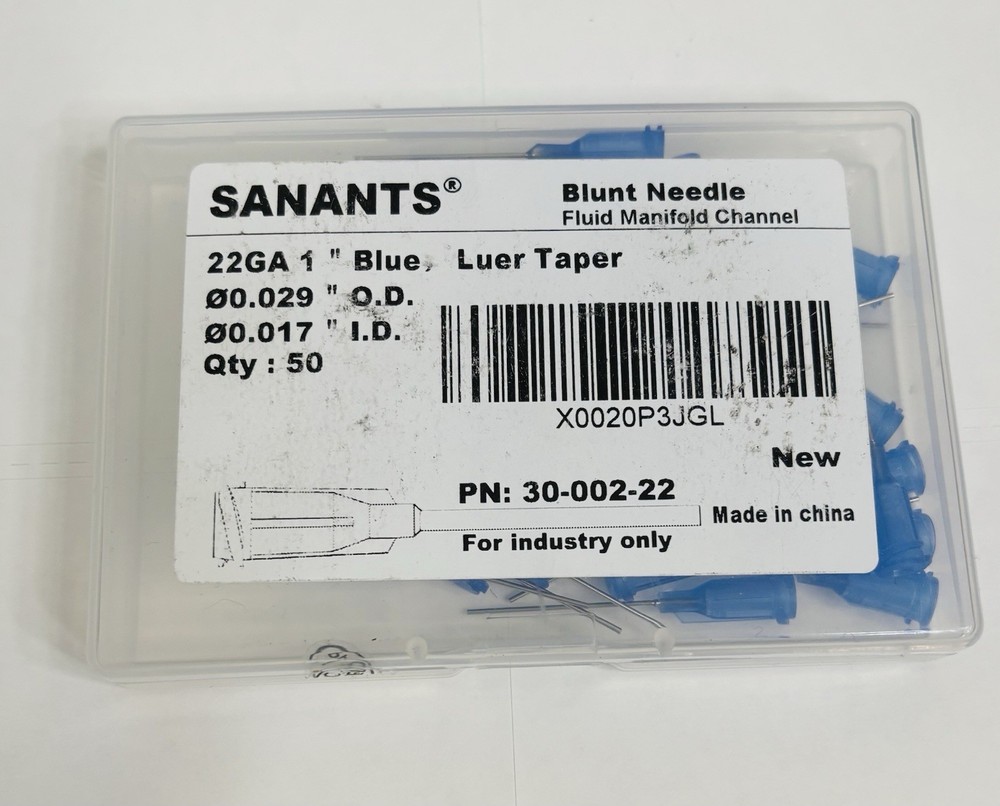 SANANTS®
Blunt Needle
Fluid Manifold Channel
22GA 1 " Blue, Luer Taper
Ø0.029 " O.D.
Ø0.017 " I.D.
Qty : 50
X0020P3JGL
New
PN: 30-002-22
Made in china
For industry only